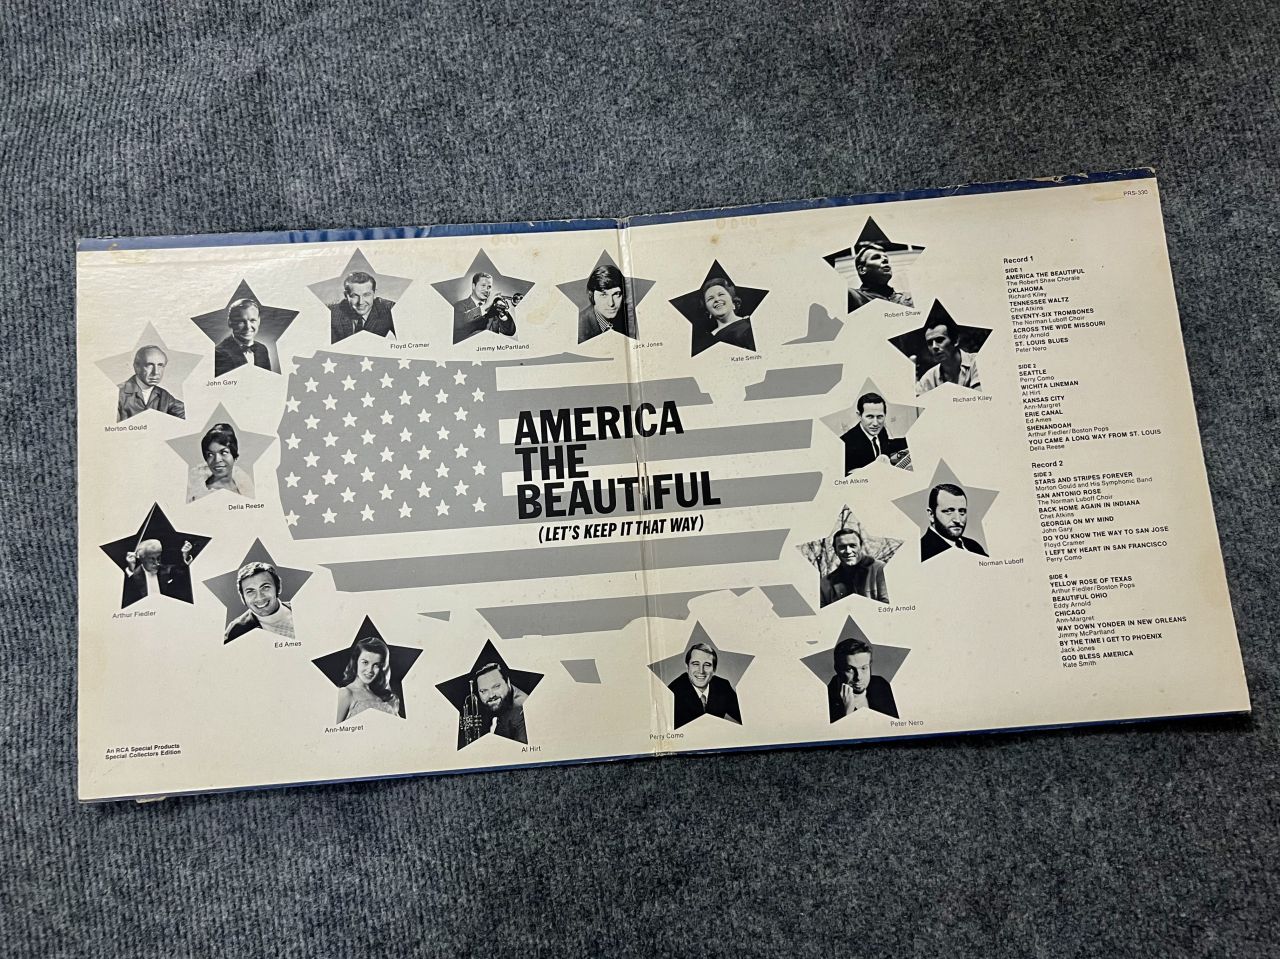 PRS-330
Morton Gould
John Gary
Floyd Cramer
Jimmy McPartland
Jack Jones
Kate Smith
Robert Shaw
Richard Kiley
Della Reese
Chet Atkins
Norman Luboff
Arthur Fiedler
Ed Ames
Eddy Arnold
Ann-Margret
Al Hirt
Perry Como
Peter Nero
AMERICA
THE
BEAUTIFUL
(LET'S KEEP IT THAT WAY)
An RCA Special Products
Special Collectors Edition
Record 1
SIDE 1
AMERICA THE BEAUTIFUL
The Robert Shaw Chorale
OKLAHOMA
Richard Kiley
TENNESSEE WALTZ
Chet Atkins
SEVENTY-SIX TROMBONES
The Norman Luboff Choir
ACROSS THE WIDE MISSOURI
Eddy Arnold
ST. LOUIS BLUES
Peter Nero
SIDE 2
SEATTLE
Perry Como
WICHITA LINEMAN
Al Hirt
KANSAS CITY
Ann-Margret
ERIE CANAL
Ed Ames
SHENANDOAH
Arthur Fiedler/Boston Pops
YOU CAME A LONG WAY FROM ST. LOUIS
Della Reese
Record 2
SIDE 3
STARS AND STRIPES FOREVER
Morton Gould and His Symphonic Band
SAN ANTONIO ROSE
The Norman Luboff Choir
BACK HOME AGAIN IN INDIANA
Chet Atkins
GEORGIA ON MY MIND
John Gary
DO YOU KNOW THE WAY TO SAN JOSE
Floyd Cramer
I LEFT MY HEART IN SAN FRANCISCO
Perry Como
SIDE 4
YELLOW ROSE OF TEXAS
Arthur Fiedler/Boston Pops
BEAUTIFUL OHIO
Eddy Arnold
CHICAGO
Ann-Margret
WAY DOWN YONDER IN NEW ORLEANS
Jimmy McPartland
BY THE TIME I GET TO PHOENIX
Jack Jones
GOD BLESS AMERICA
Kate Smith